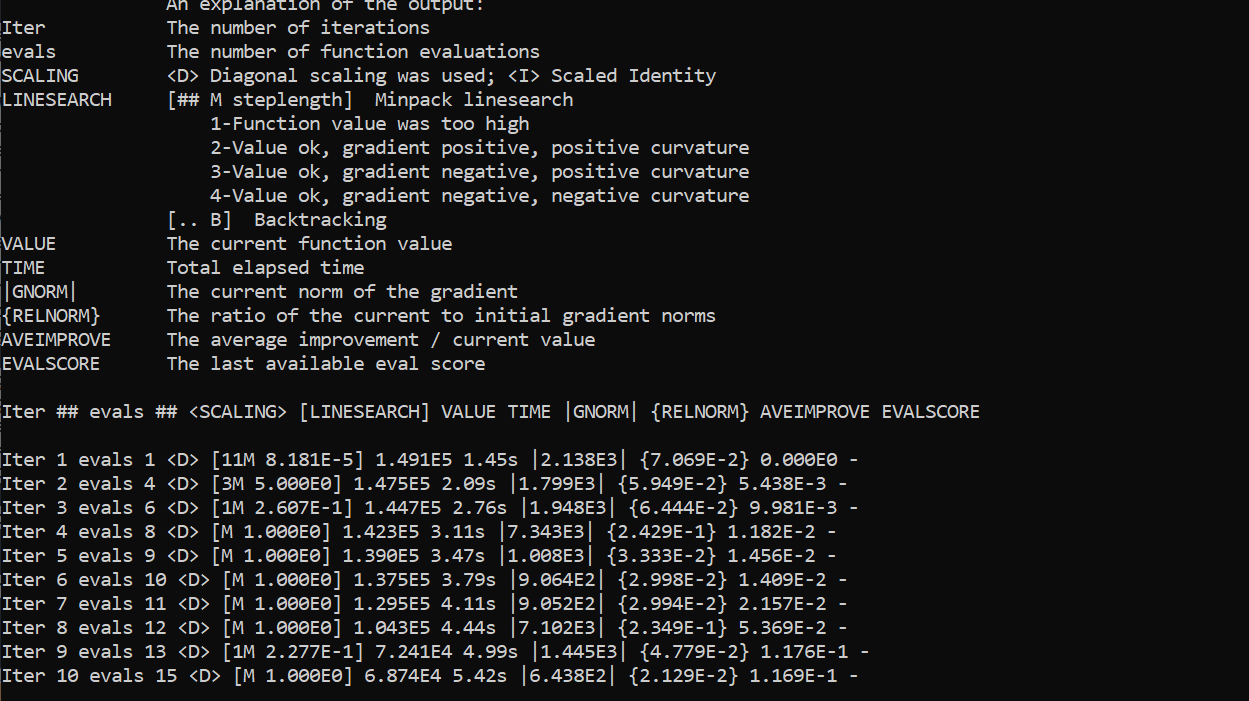 An explanation of the output:
Iter           The number of iterations
evals          The number of function evaluations
SCALING        <D> Diagonal scaling was used; <I> Scaled Identity
LINESEARCH     [## M steplength]  Minpack linesearch
                   1-Function value was too high
                   2-Value ok, gradient positive, positive curvature
                   3-Value ok, gradient negative, positive curvature
                   4-Value ok, gradient negative, negative curvature
               [.. B]  Backtracking
VALUE          The current function value
TIME           Total elapsed time
|GNORM|        The current norm of the gradient
{RELNORM}      The ratio of the current to initial gradient norms
AVEIMPROVE     The average improvement / current value
EVALSCORE      The last available eval score
Iter ## evals ## <SCALING> [LINESEARCH] VALUE TIME |GNORM| {RELNORM} AVEIMPROVE EVALSCORE
Iter 1 evals 1 <D> [11M 8.181E-5] 1.491E5 1.45s |2.138E3| {7.069E-2} 0.000E0 -
Iter 2 evals 4 <D> [3M 5.000E0] 1.475E5 2.09s |1.799E3| {5.949E-2} 5.438E-3 -
Iter 3 evals 6 <D> [1M 2.607E-1] 1.447E5 2.76s |1.948E3| {6.444E-2} 9.981E-3 -
Iter 4 evals 8 <D> [M 1.000E0] 1.423E5 3.11s |7.343E3| {2.429E-1} 1.182E-2 -
Iter 5 evals 9 <D> [M 1.000E0] 1.390E5 3.47s |1.008E3| {3.333E-2} 1.456E-2 -
Iter 6 evals 10 <D> [M 1.000E0] 1.375E5 3.79s |9.064E2| {2.998E-2} 1.409E-2 -
Iter 7 evals 11 <D> [M 1.000E0] 1.295E5 4.11s |9.052E2| {2.994E-2} 2.157E-2 -
Iter 8 evals 12 <D> [M 1.000E0] 1.043E5 4.44s |7.102E3| {2.349E-1} 5.369E-2 -
Iter 9 evals 13 <D> [1M 2.277E-1] 7.241E4 4.99s |1.445E3| {4.779E-2} 1.176E-1 -
Iter 10 evals 15 <D> [M 1.000E0] 6.874E4 5.42s |6.438E2| {2.129E-2} 1.169E-1 -